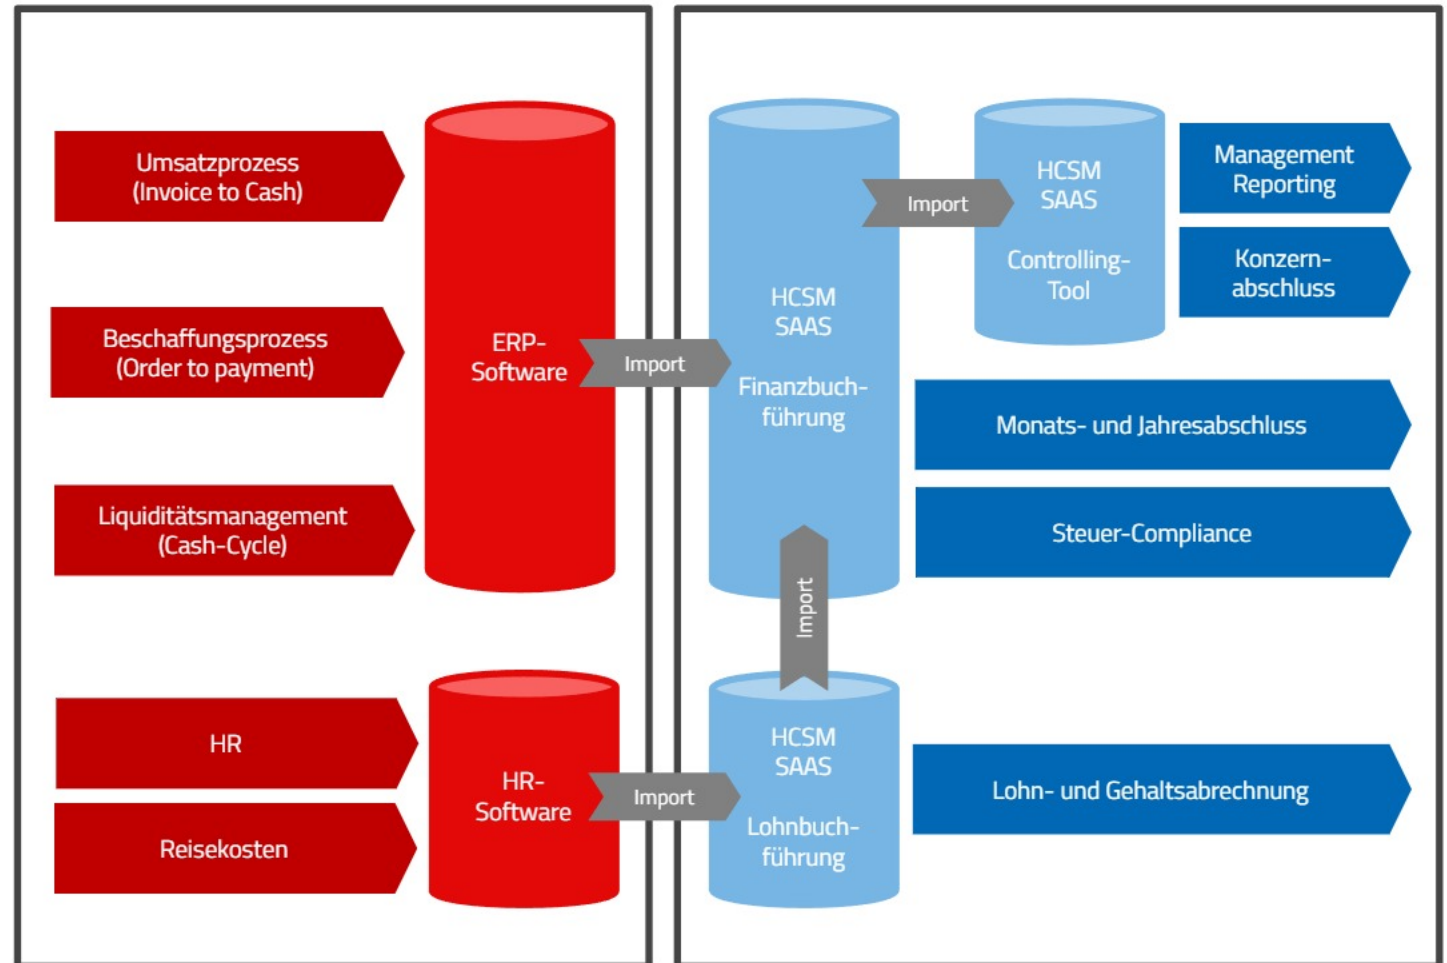 Umsatzprozess
(Invoice to Cash)
Beschaffungsprozess
(Order to payment)
Liquiditätsmanagement
(Cash-Cycle)
ERP-
Software
Import
HR
Reisekosten
HR-
Software
Import
HCSM
SAAS
Finanzbuch-
führung
Import
HCSM
SAAS
Controlling-
Tool
Management
Reporting
Konzern-
abschluss
Monats- und Jahresabschluss
Steuer-Compliance
Import
HCSM
SAAS
Lohnbuch-
führung
Lohn- und Gehaltsabrechnung